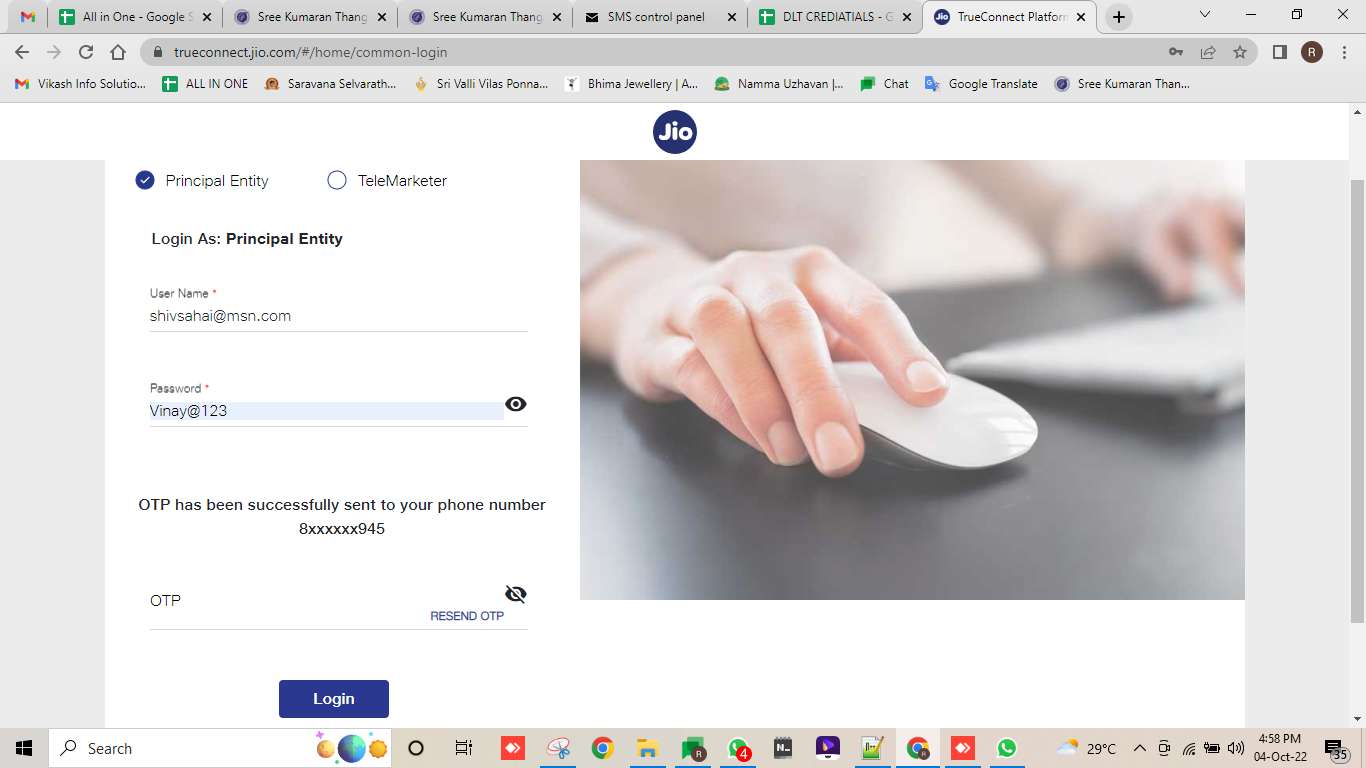 All in One - Google S
Sree Kumaran Thang
Sree Kumaran Thang
SMS control panel
DLT CREDIATIALS - G
TrueConnect Platform
trueconnect.jio.com/#/home/common-login
R
Vikash Info Solutio...
ALL IN ONE
Saravana Selvarath...
Sri Valli Vilas Ponna...
Bhima Jewellery | A...
Namma Uzhavan |...
Chat
Google Translate
Sree Kumaran Than...
Jio
Principal Entity
TeleMarketer
Login As: Principal Entity
User Name *
shivsahai@msn.com
Password *
Vinay@123
OTP has been successfully sent to your phone number
8xxxxxx945
OTP
RESEND OTP
Login
Search
29°C
4:58 PM
04-Oct-22
35